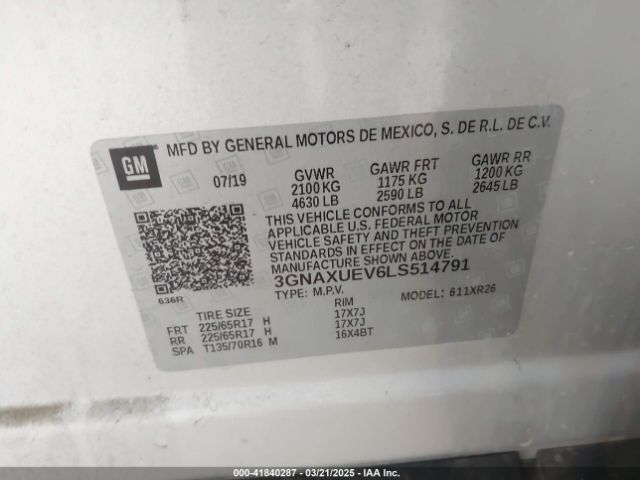 GM
MFD BY GENERAL MOTORS DE MEXICO, S. DE R.L. DE C.V.
07/19 GVWR GAWR FRT GAWR RR
2100 KG 1175 KG 1200 KG
4630 LB 2590 LB 2645 LB
THIS VEHICLE CONFORMS TO ALL
APPLICABLE U.S. FEDERAL MOTOR
VEHICLE SAFETY AND THEFT PREVENTION
STANDARDS IN EFFECT ON THE DATE OF
MANUFACTURE SHOWN ABOVE.
3GNAXUEV6LS514791
TYPE: M.P.V. MODEL: 611XR26
636R
TIRE SIZE RIM
FRT 225/65R17 H 17X7J
RR 225/65R17 H 17X7J
SPA T135/70R16 M 16X4BT
000-41840287 / 03/21/2025 - IAA Inc.